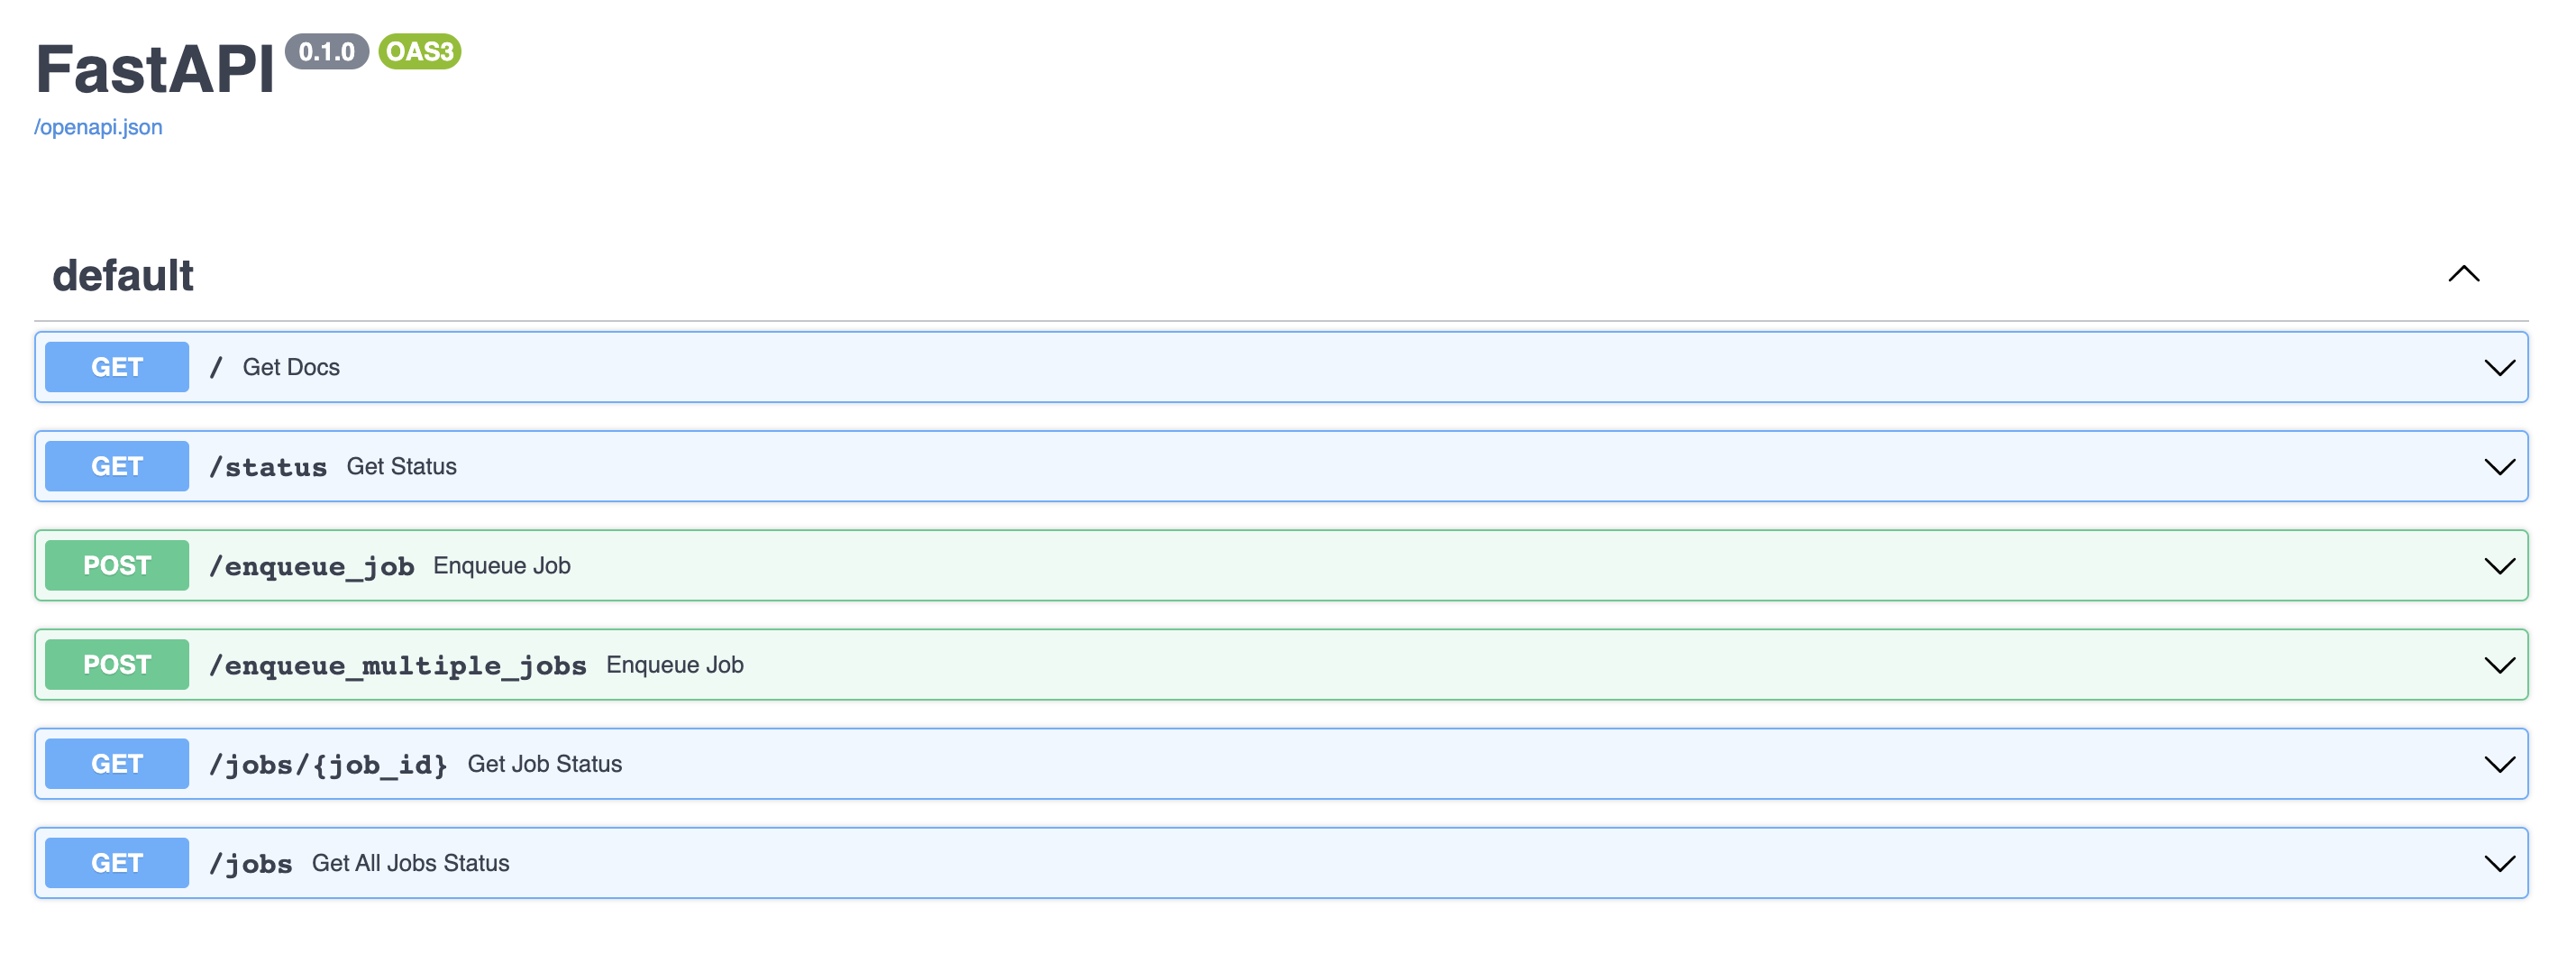 FastAPI 0.1.0 OAS3
/openapi.json
default
GET / Get Docs
GET /status Get Status
POST /enqueue_job Enqueue Job
POST /enqueue_multiple_jobs Enqueue Job
GET /jobs/{job_id} Get Job Status
GET /jobs Get All Jobs Status